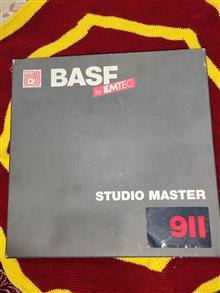 BASF
by EMTEC
STUDIO MASTER
911